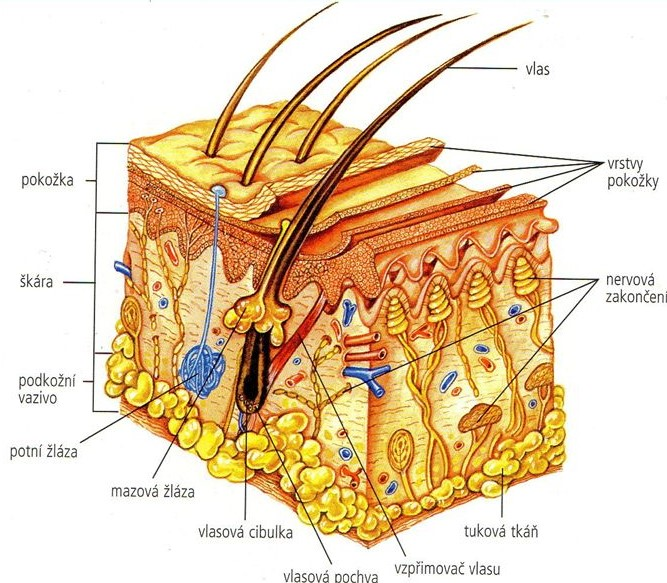 vlas
vrstvy
pokožky
pokožka
škára
nervová
zakončení
podkožní
vazivo
potní žláza
mazová žláza
vlasová cibulka
tuková tkáň
vzpřimovač vlasu
vlasová pochva